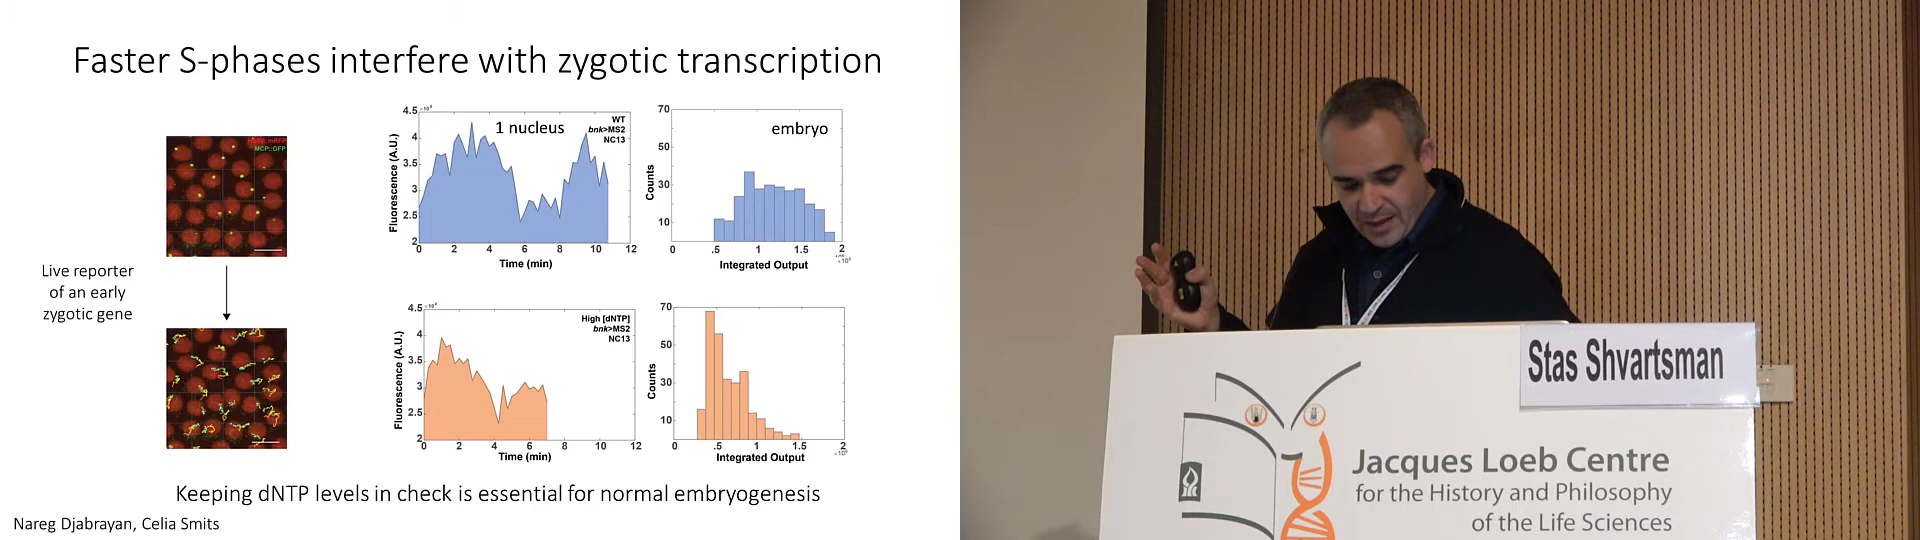 Faster S-phases interfere with zygotic transcription
MCP::GFP
Live reporter
of an early
zygotic gene
4.5
4
3.5
3
2.5
2
Fluorescence (A.U.)
1 nucleus
WT
bnk>MS2
NC13
0 2 4 6 8 10 12
Time (min)
70
50
30
10
Counts
embryo
0 .5 1 1.5 2
Integrated Output
4.5
4
3.5
3
2.5
2
Fluorescence (A.U.)
High [dNTP]
bnk>MS2
NC13
0 2 4 6 8 10 12
Time (min)
70
50
30
10
Counts
0 .5 1 1.5 2
Integrated Output
Keeping dNTP levels in check is essential for normal embryogenesis
Nareg Djabrayan, Celia Smits
Stas Shvartsman
Jacques Loeb Centre
for the History and Philosophy
of the Life Sciences